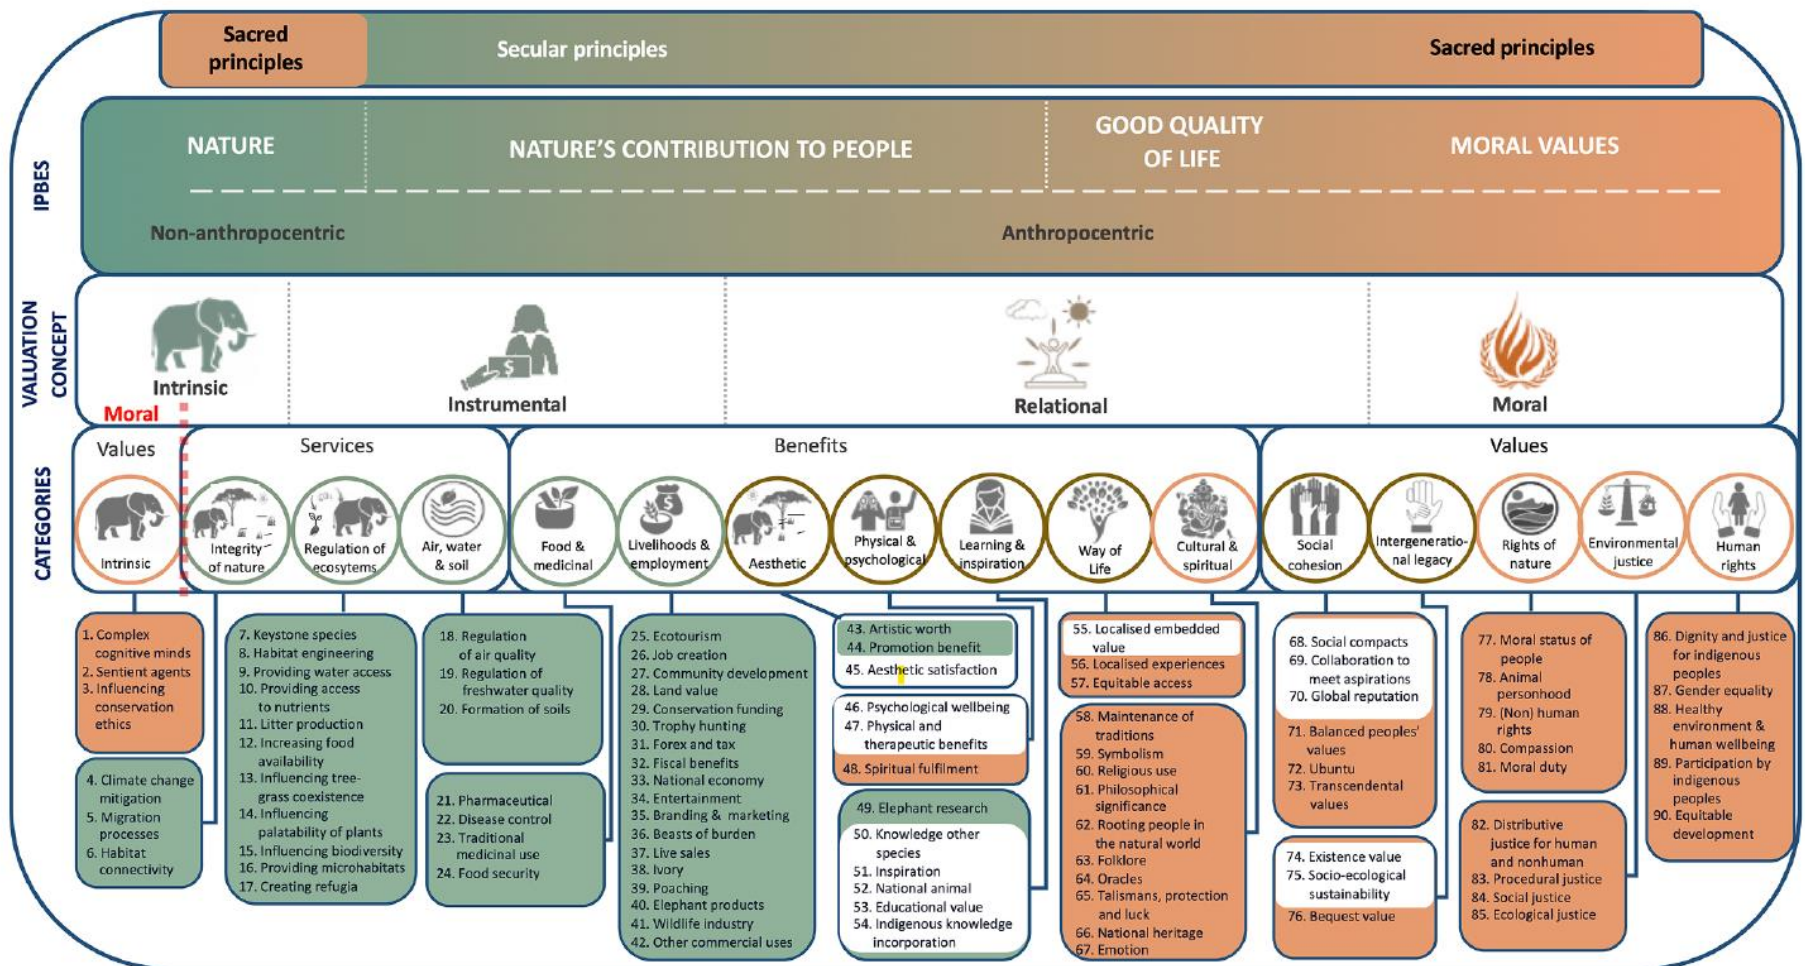 Sacred
principles
Secular principles
Sacred principles
IPBES
NATURE
NATURE'S CONTRIBUTION TO PEOPLE
GOOD QUALITY
OF LIFE
MORAL VALUES
Non-anthropocentric
Anthropocentric
VALUATION
CONCEPT
Intrinsic
Moral
$
Instrumental
Relational
Moral
CATEGORIES
Values
Services
Benefits
Values
Intrinsic
Integrity
of nature
Regulation of
ecosytems
Air, water
& soil
Food &
medicinal
$
Livelihoods &
employment
Aesthetic
Physical &
psychological
Learning &
inspiration
Way of
Life
Cultural &
spiritual
Social
cohesion
Intergeneratio-
nal legacy
Rights of
nature
Environmental
justice
Human
rights
1. Complex
cognitive minds
2. Sentient agents
3. Influencing
conservation
ethics
4. Climate change
mitigation
5. Migration
processes
6. Habitat
connectivity
7. Keystone species
8. Habitat engineering
9. Providing water access
10. Providing access
to nutrients
11. Litter production
12. Increasing food
availability
13. Influencing tree-
grass coexistence
14. Influencing
palatability of plants
15. Influencing biodiversity
16. Providing microhabitats
17. Creating refugia
18. Regulation
of air quality
19. Regulation of
freshwater quality
20. Formation of soils
21. Pharmaceutical
22. Disease control
23. Traditional
medicinal use
24. Food security
25. Ecotourism
26. Job creation
27. Community development
28. Land value
29. Conservation funding
30. Trophy hunting
31. Forex and tax
32. Fiscal benefits
33. National economy
34. Entertainment
35. Branding & marketing
36. Beasts of burden
37. Live sales
38. Ivory
39. Poaching
40. Elephant products
41. Wildlife industry
42. Other commercial uses
43. Artistic worth
44. Promotion benefit
45. Aesthetic satisfaction
46. Psychological wellbeing
47. Physical and
therapeutic benefits
48. Spiritual fulfilment
49. Elephant research
50. Knowledge other
species
51. Inspiration
52. National animal
53. Educational value
54. Indigenous knowledge
incorporation
55. Localised embedded
value
56. Localised experiences
57. Equitable access
58. Maintenance of
traditions
59. Symbolism
60. Religious use
61. Philosophical
significance
62. Rooting people in
the natural world
63. Folklore
64. Oracles
65. Talismans, protection
and luck
66. National heritage
67. Emotion
68. Social compacts
69. Collaboration to
meet aspirations
70. Global reputation
71. Balanced peoples'
values
72. Ubuntu
73. Transcendental
values
74. Existence value
75. Socio-ecological
sustainability
76. Bequest value
77. Moral status of
people
78. Animal
personhood
79. (Non) human
rights
80. Compassion
81. Moral duty
82. Distributive
justice for human
and nonhuman
83. Procedural justice
84. Social justice
85. Ecological justice
86. Dignity and justice
for indigenous
peoples
87. Gender equality
88. Healthy
environment &
human wellbeing
89. Participation by
indigenous
peoples
90. Equitable
development